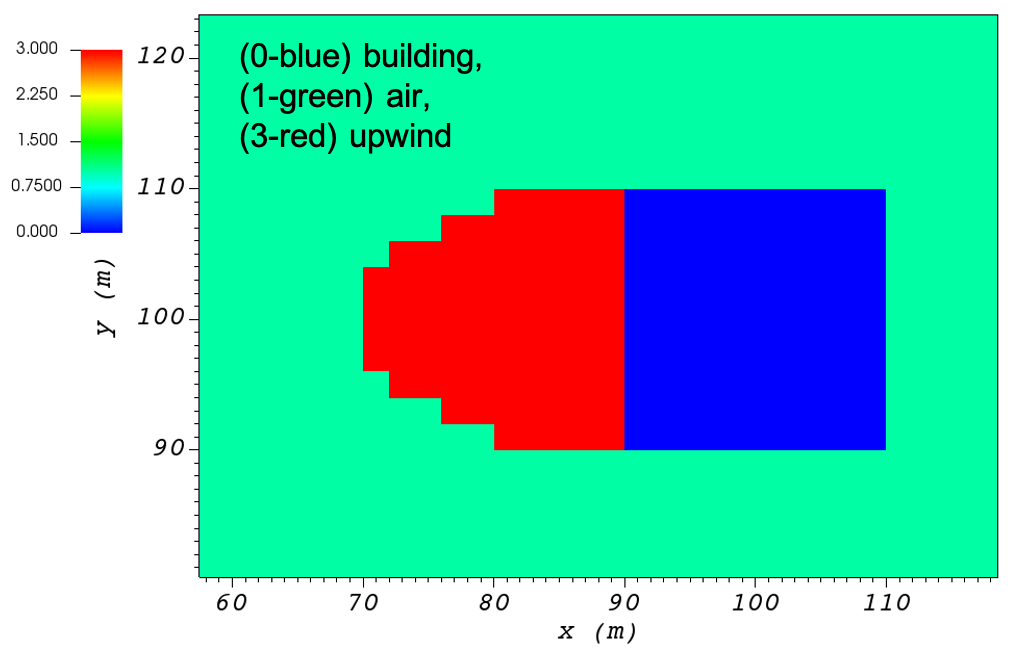 (0-blue) building,
(1-green) air,
(3-red) upwind
3.000
2.250
1.500
0.7500
0.000
y (m)
120
110
100
90
60 70 80 90 100 110
x (m)